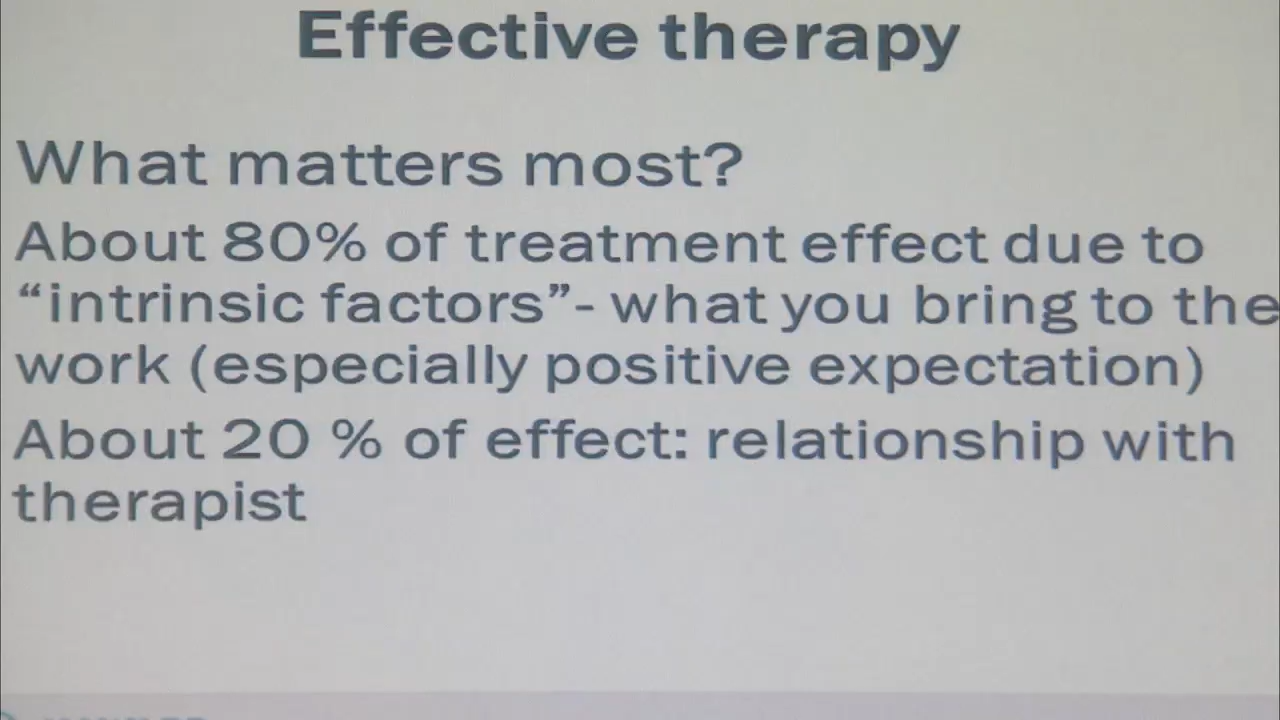 Effective therapy
What matters most?
About 80% of treatment effect due to
“intrinsic factors”- what you bring to the
work (especially positive expectation)
About 20 % of effect: relationship with
therapist